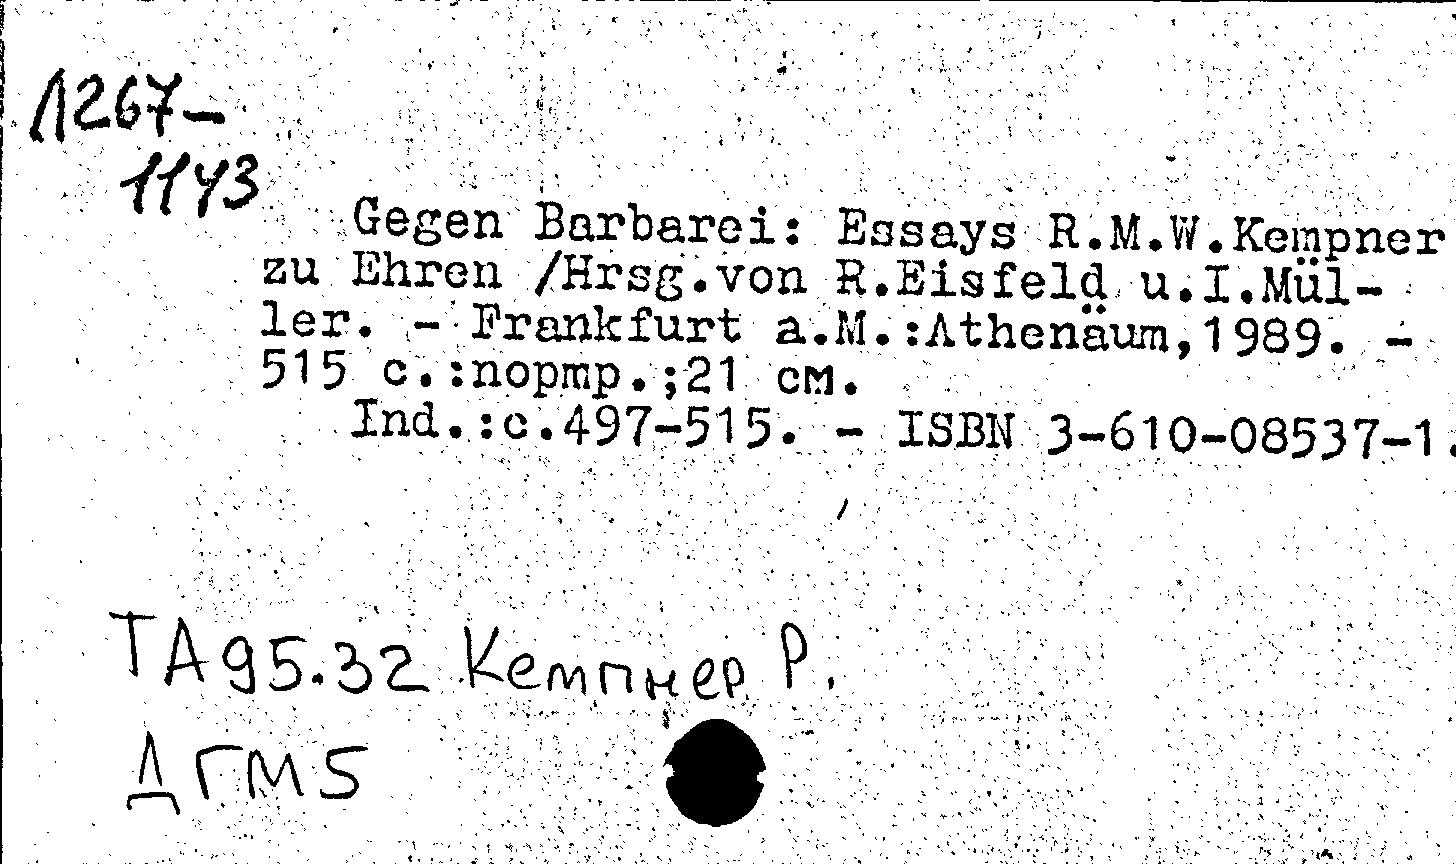 Л267-
1143
Gegen Barbarei: Essays R.M.W.Kempner
zu Ehren /Hrsg.von R.Eisfeld u.I.Mül-
ler. - Frankfurt a.M.:Athenäum,1989. -
515 с.:портр.;21 см.
Ind.:с.497-515. - ISBN 3-610-08537-1.
ТА95.32 Кемпнер Р.
ДГМ5